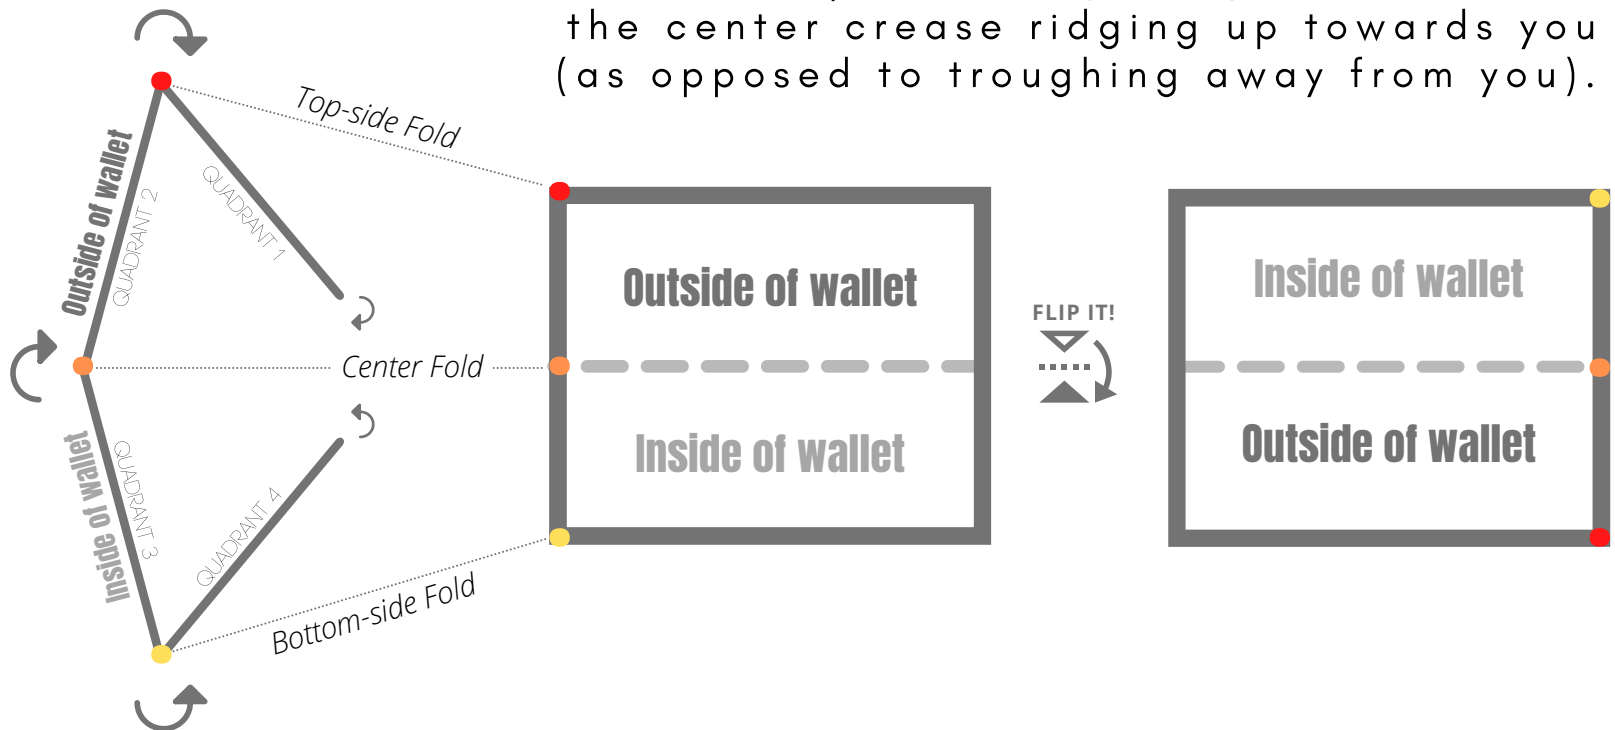 the center crease ridging up towards you
(as opposed to troughing away from you).
Top-side Fold
Outside of wallet
QUADRANT 2
QUADRANT 1
Center Fold
Inside of wallet
QUADRANT 3
QUADRANT 4
Bottom-side Fold
Outside of wallet
Inside of wallet
FLIP IT!
Inside of wallet
Outside of wallet